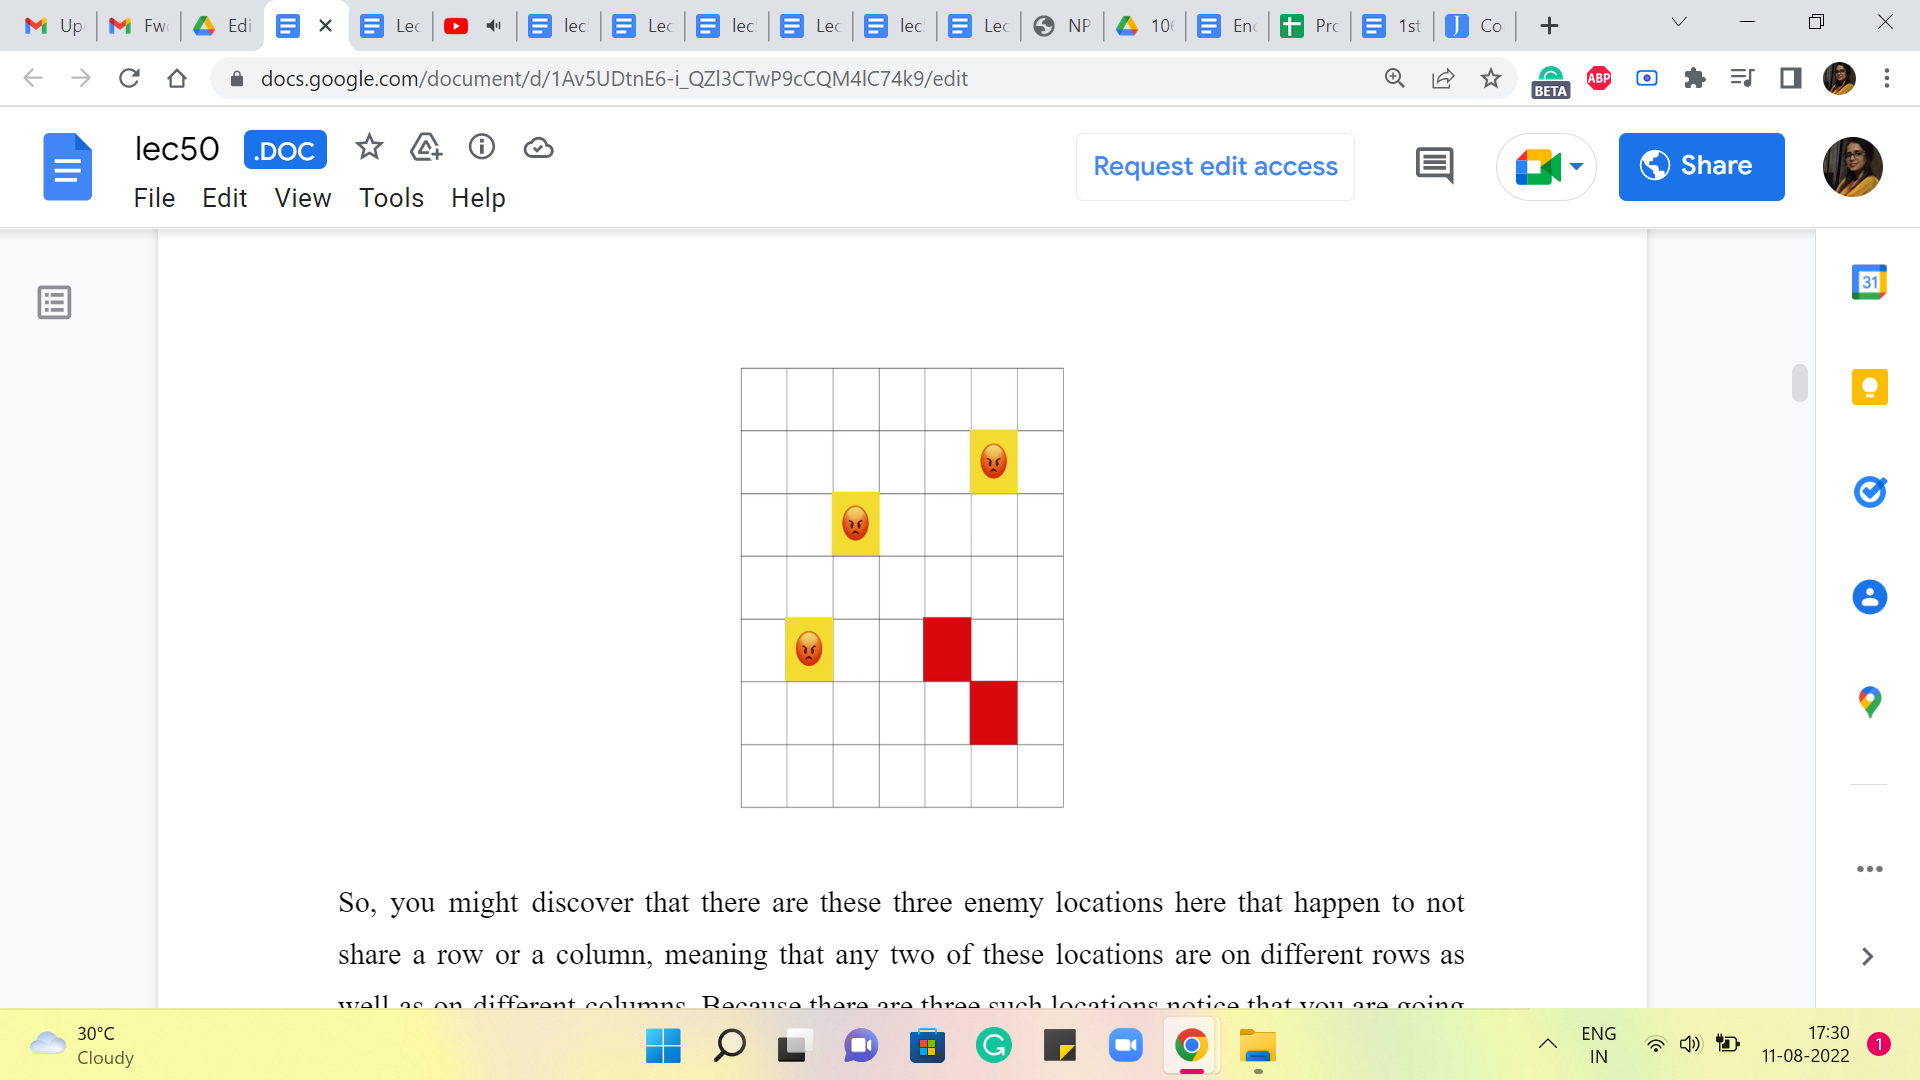 Up
Fw
Edi
Lec
lec
Lec
lec
Lec
lec
Lec
NP
10
Enc
Pro
1st
Co
docs.google.com/document/d/1Av5UDtnE6-i_QZl3CTwP9cCQM4lC74k9/edit
BETA
ABP
lec50 .DOC
File Edit View Tools Help
Request edit access
Share
31
So, you might discover that there are these three enemy locations here that happen to not
share a row or a column, meaning that any two of these locations are on different rows as
well as on different columns. Because there are three such locations notice that you are going
30°C
Cloudy
ENG
IN
17:30
11-08-2022
1